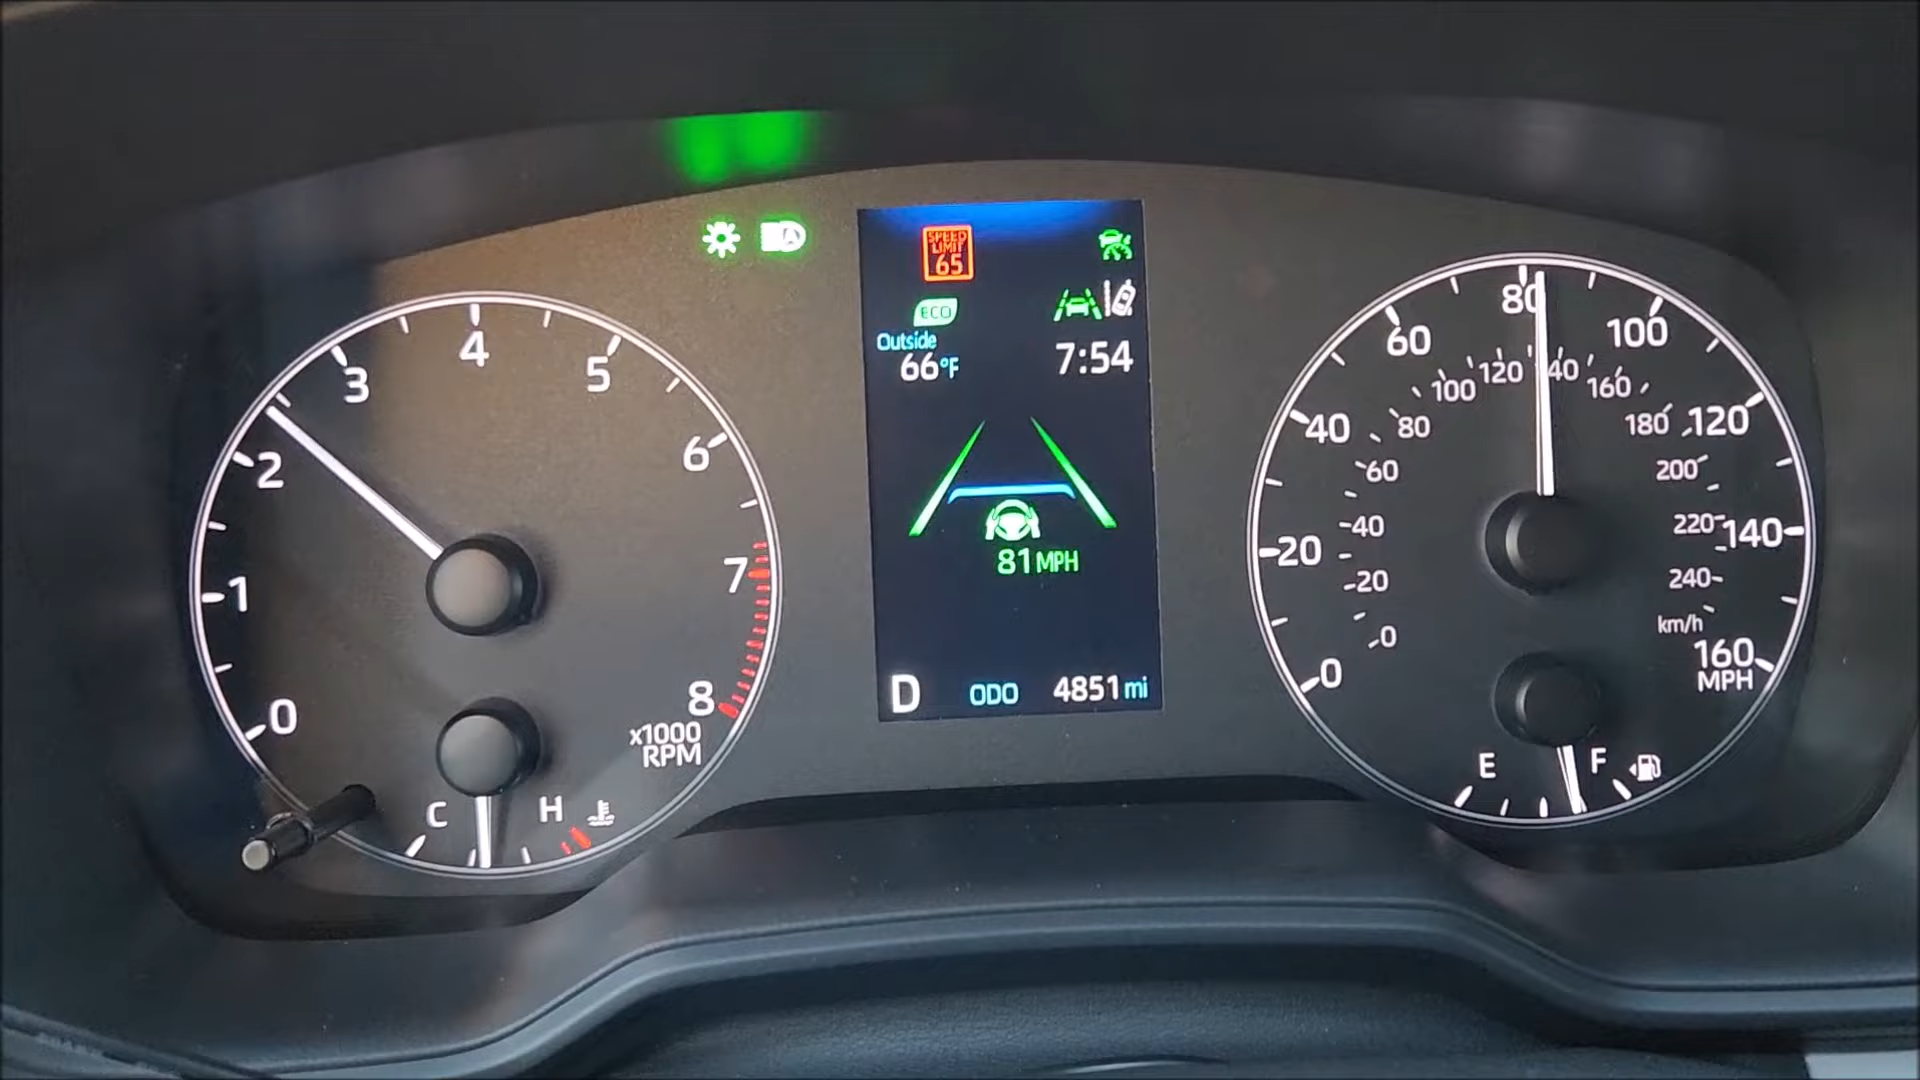 4
3
5
2
6
1
7
0
8
x1000
RPM
C
H
SPEED
LIMIT
65
ECO
A
Outside
66°F
7:54
81 MPH
D
ODO
4851 mi
80
60
100
40
120
20
140
0
160
MPH
120
100
160
80
180
60
200
40
220
20
240
0
km/h
E
F